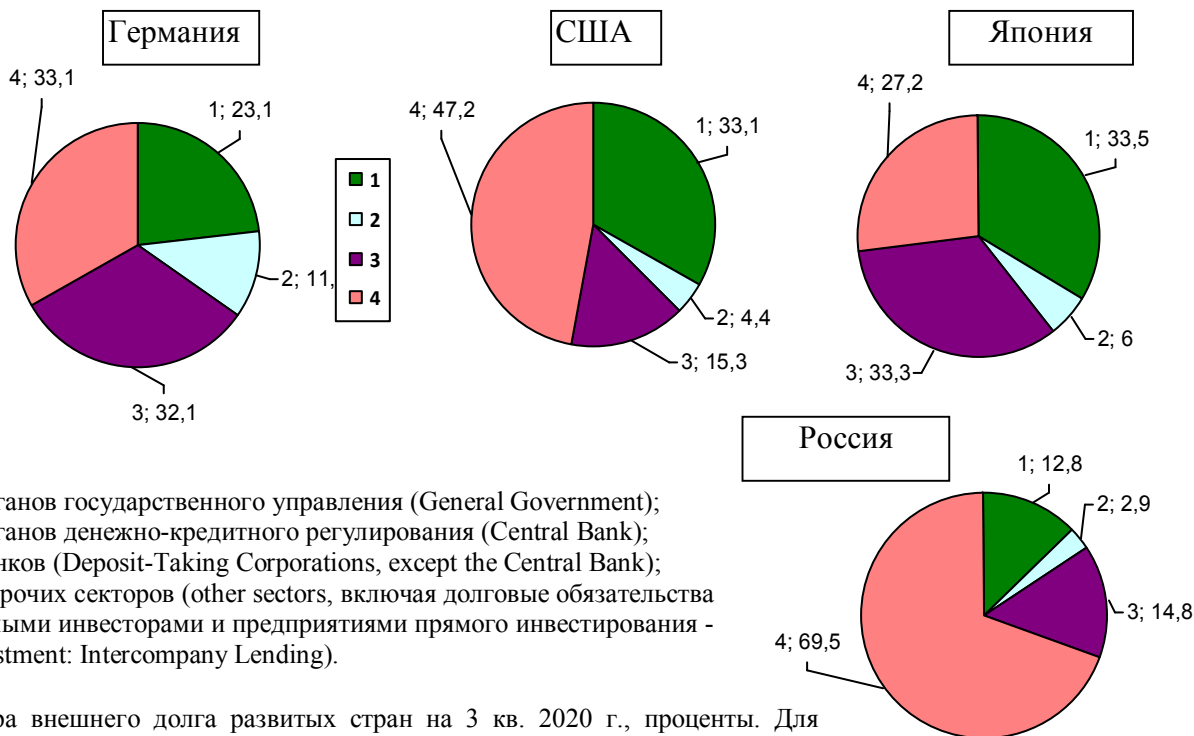 Германия
США
Япония
4; 33,1
1; 23,1
2; 11,
3; 32,1
1
2
3
4
4; 47,2
1; 33,1
2; 4,4
3; 15,3
4; 27,2
1; 33,5
2; 6
3; 33,3
Россия
1; 12,8
2; 2,9
3; 14,8
4; 69,5
государственного управления (General Government);
денежно-кредитного регулирования (Central Bank);
(Deposit-Taking Corporations, except the Central Bank);
рочих секторов (other sectors, включая долговые обязательства
ными инвесторами и предприятиями прямого инвестирования -
stment: Intercompany Lending).
ра внешнего долга развитых стран на 3 кв. 2020 г., проценты. Для